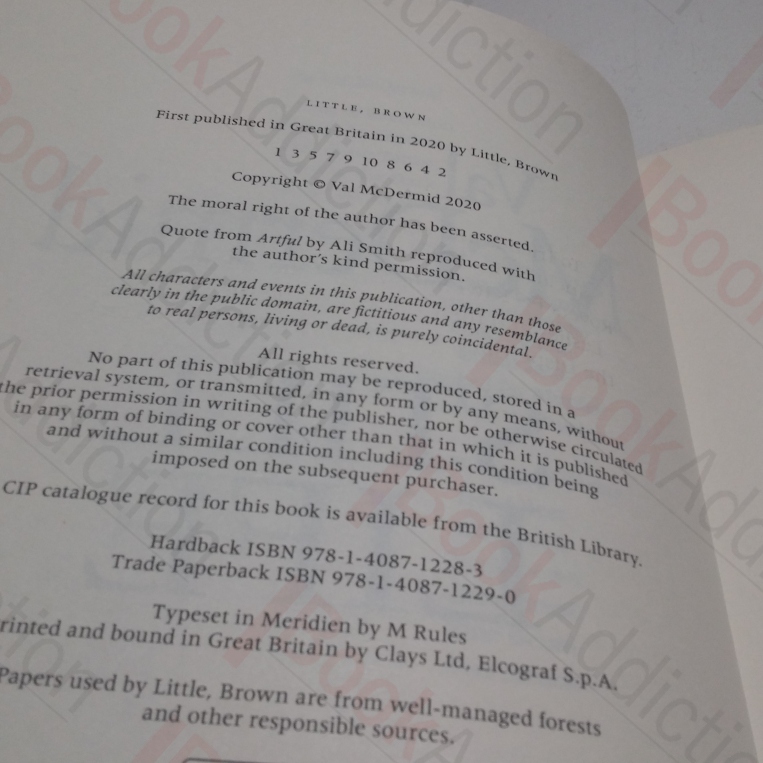 LITTLE, BROWN
First published in Great Britain in 2020 by Little, Brown
1 3 5 7 9 10 8 6 4 2
Copyright © Val McDermid 2020
The moral right of the author has been asserted.
Quote from Artful by Ali Smith reproduced with
the author's kind permission.
All characters and events in this publication, other than those
clearly in the public domain, are fictitious and any resemblance
to real persons, living or dead, is purely coincidental.
All rights reserved.
No part of this publication may be reproduced, stored in a
retrieval system, or transmitted, in any form or by any means, without
the prior permission in writing of the publisher, nor be otherwise circulated
in any form of binding or cover other than that in which it is published
and without a similar condition including this condition being
imposed on the subsequent purchaser.
CIP catalogue record for this book is available from the British Library.
Hardback ISBN 978-1-4087-1228-3
Trade Paperback ISBN 978-1-4087-1229-0
Typeset in Meridien by M Rules
rinted and bound in Great Britain by Clays Ltd, Elcograf S.p.A.
Papers used by Little, Brown are from well-managed forests
and other responsible sources.
BookAddiction